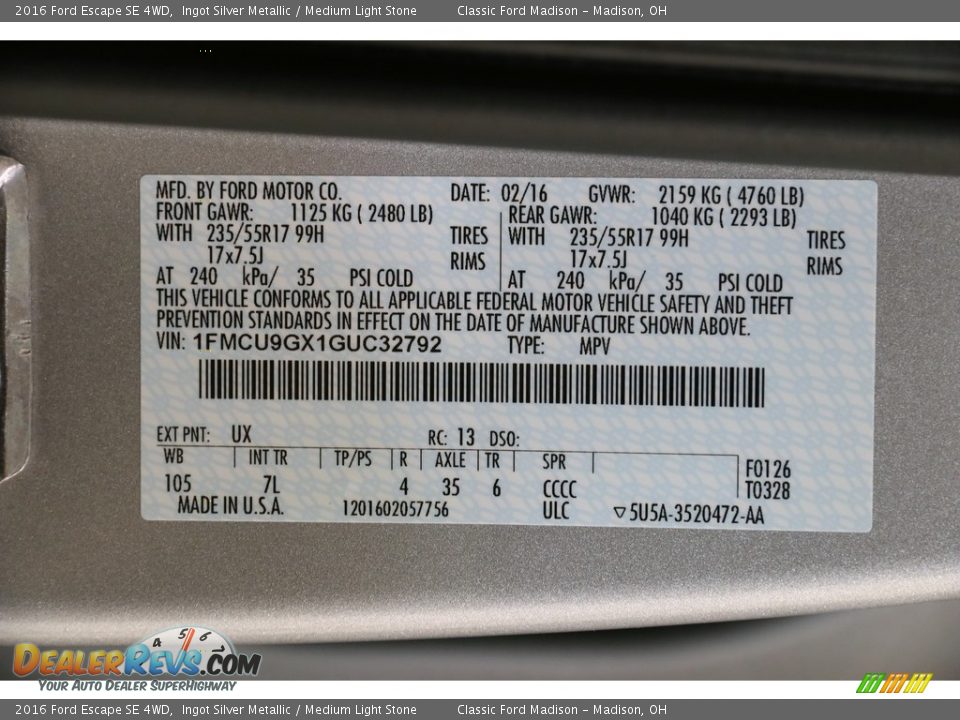 2016 Ford Escape SE 4WD, Ingot Silver Metallic / Medium Light Stone Classic Ford Madison – Madison, OH
MFD. BY FORD MOTOR CO. DATE: 02/16 GVWR: 2159 KG ( 4760 LB)
FRONT GAWR: 1125 KG ( 2480 LB) REAR GAWR: 1040 KG ( 2293 LB)
WITH 235/55R17 99H TIRES WITH 235/55R17 99H TIRES
17x7.5J RIMS 17x7.5J RIMS
AT 240 kPa/ 35 PSI COLD AT 240 kPa/ 35 PSI COLD
THIS VEHICLE CONFORMS TO ALL APPLICABLE FEDERAL MOTOR VEHICLE SAFETY AND THEFT
PREVENTION STANDARDS IN EFFECT ON THE DATE OF MANUFACTURE SHOWN ABOVE.
VIN: 1FMCU9GX1GUC32792 TYPE: MPV
EXT PNT: UX RC: 13 DSO:
WB INT TR TP/PS R AXLE TR SPR F0126
105 7L 4 35 6 CCCC T0328
MADE IN U.S.A. 1201602057756 ULC ▽5U5A-3520472-AA
4 5 6
DEALERREVS.COM
YOUR AUTO DEALER SUPERHIGHWAY
2016 Ford Escape SE 4WD, Ingot Silver Metallic / Medium Light Stone Classic Ford Madison – Madison, OH